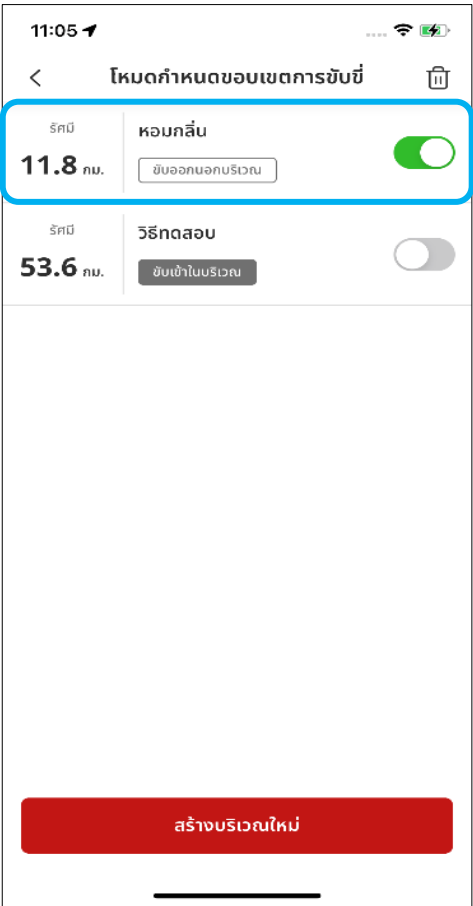 11:05
โหมดกำหนดขอบเขตการขับขี่
รัศมี
11.8 กม.
หอมกลิ่น
ขับออกนอกบริเวณ
รัศมี
53.6 กม.
วิธีทดสอบ
ขับเข้าในบริเวณ
สร้างบริเวณใหม่